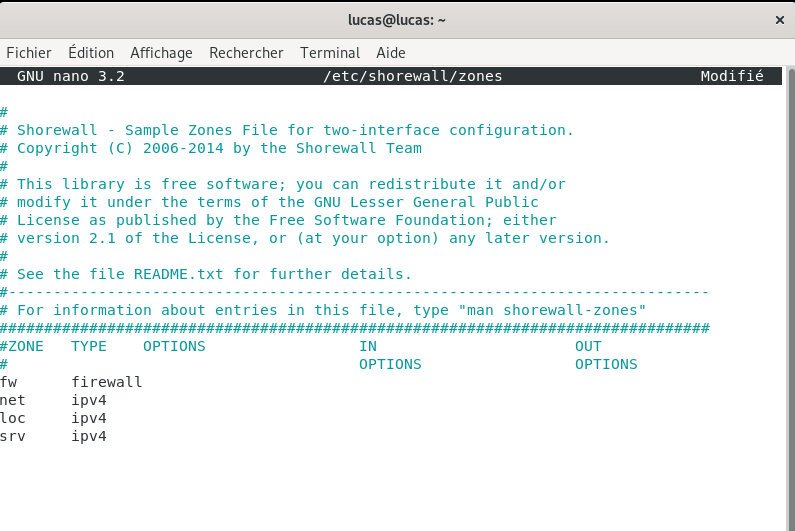 lucas@lucas: ~ ×
Fichier Édition Affichage Rechercher Terminal Aide
GNU nano 3.2 /etc/shorewall/zones Modifié
#
# Shorewall - Sample Zones File for two-interface configuration.
# Copyright (C) 2006-2014 by the Shorewall Team
#
# This library is free software; you can redistribute it and/or
# modify it under the terms of the GNU Lesser General Public
# License as published by the Free Software Foundation; either
# version 2.1 of the License, or (at your option) any later version.
#
# See the file README.txt for further details.
#------------------------------------------------------------------------------
# For information about entries in this file, type "man shorewall-zones"
###############################################################################
#ZONE TYPE OPTIONS IN OUT
# OPTIONS OPTIONS
fw firewall
net ipv4
loc ipv4
srv ipv4